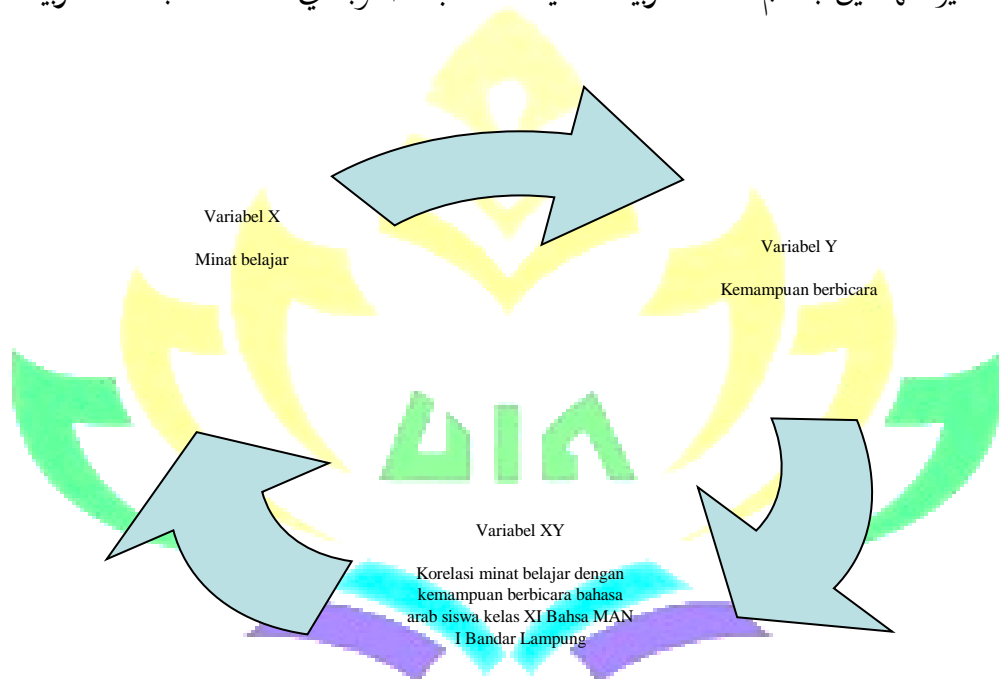 Variabel X
Minat belajar
Variabel Y
Kemampuan berbicara
UIN
Variabel XY
Korelasi minat belajar dengan
kemampuan berbicara bahasa
arab siswa kelas XI Bahsa MAN
I Bandar Lampung